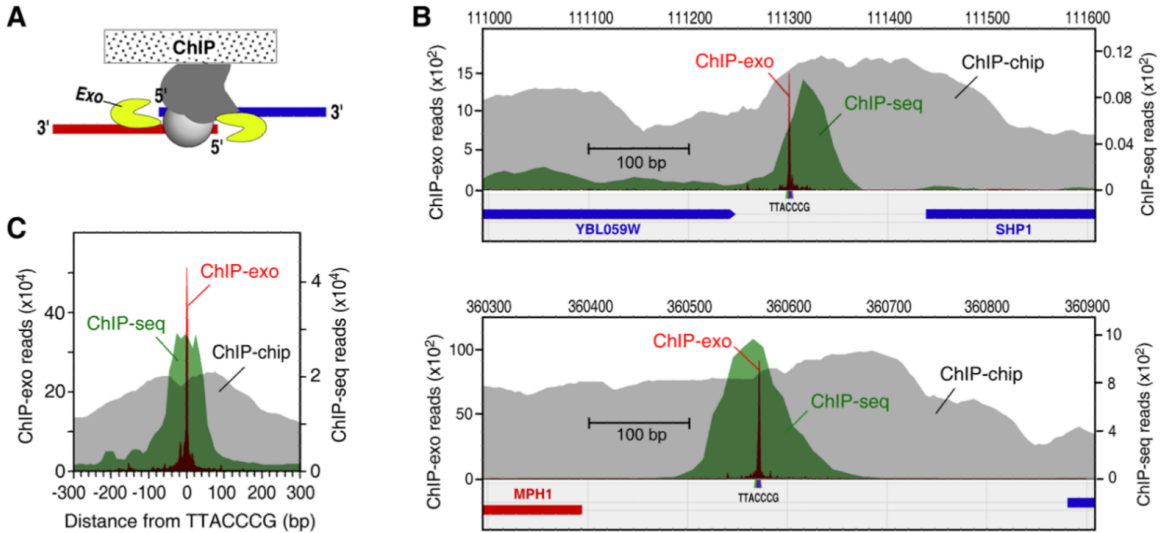 A
ChIP
Exo
5'
3'
3'
5'
B
111000 111100 111200 111300 111400 111500 111600
ChIP-exo reads (x10²)
15
10
5
0
ChIP-exo
ChIP-seq
ChIP-chip
100 bp
0.12
0.08
0.04
0
ChIP-seq reads (x10²)
TTACCCG
YBL059W
SHP1
360300 360400 360500 360600 360700 360800 360900
ChIP-exo reads (x10²)
100
50
0
ChIP-exo
ChIP-seq
ChIP-chip
100 bp
10
8
4
0
ChIP-seq reads (x10²)
TTACCCG
MPH1
C
ChIP-exo reads (x10⁴)
40
20
0
ChIP-exo
ChIP-seq
ChIP-chip
4
2
0
ChIP-seq reads (x10⁴)
-300 -200 -100 0 100 200 300
Distance from TTACCCG (bp)